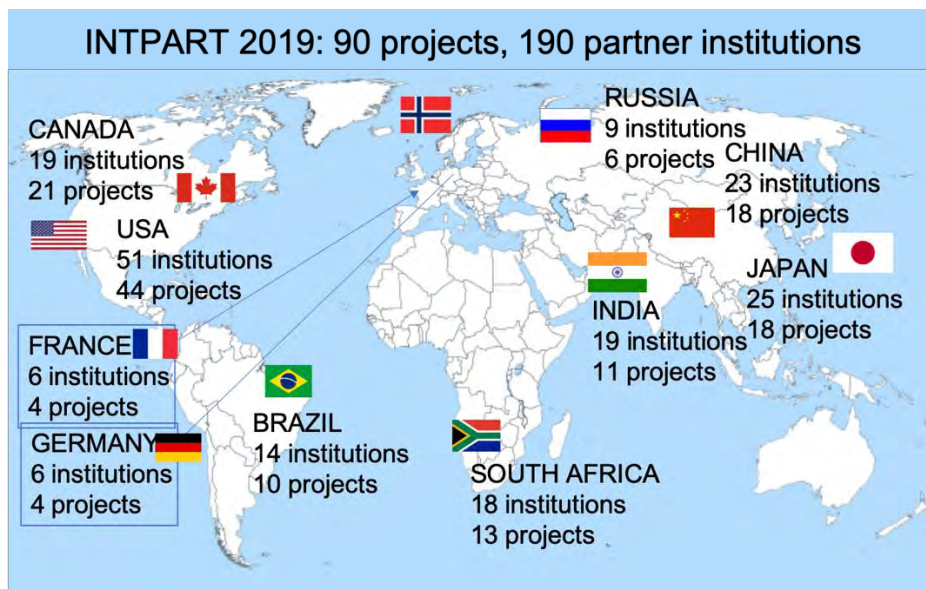 INTPART 2019: 90 projects, 190 partner institutions
CANADA
19 institutions
21 projects
USA
51 institutions
44 projects
FRANCE
6 institutions
4 projects
GERMANY
6 institutions
4 projects
BRAZIL
14 institutions
10 projects
SOUTH AFRICA
18 institutions
13 projects
RUSSIA
9 institutions
6 projects
CHINA
23 institutions
18 projects
JAPAN
25 institutions
18 projects
INDIA
19 institutions
11 projects